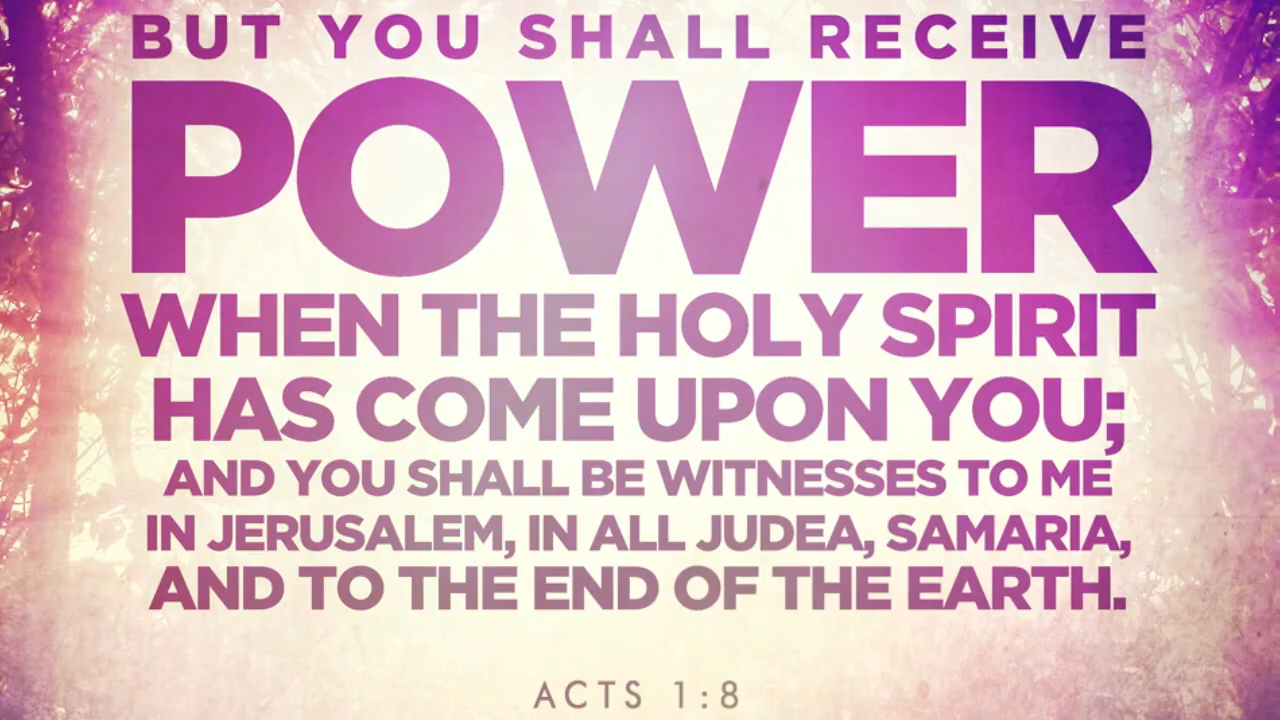 BUT YOU SHALL RECEIVE
POWER
WHEN THE HOLY SPIRIT
HAS COME UPON YOU;
AND YOU SHALL BE WITNESSES TO ME
IN JERUSALEM, IN ALL JUDEA, SAMARIA,
AND TO THE END OF THE EARTH.
ACTS 1:8